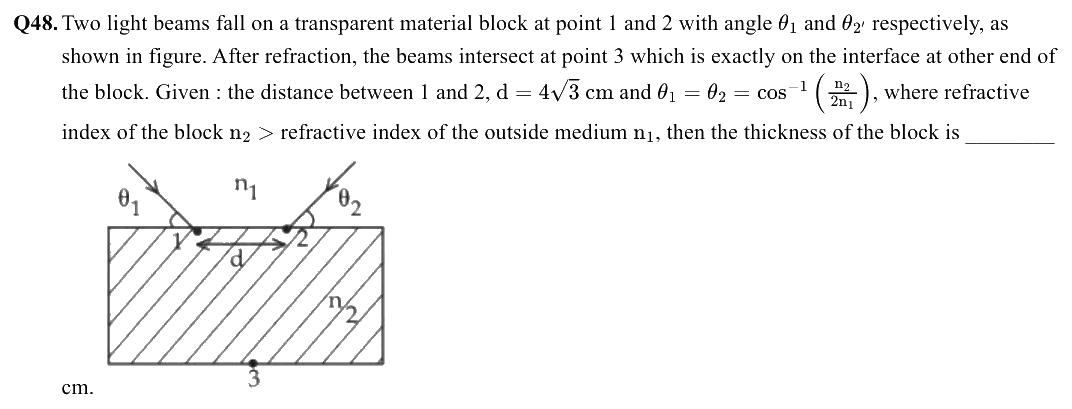 Q48. Two light beams fall on a transparent material block at point 1 and 2 with angle θ₁ and θ₂′ respectively, as
shown in figure. After refraction, the beams intersect at point 3 which is exactly on the interface at other end of
the block. Given : the distance between 1 and 2, d = 4√3 cm and θ₁ = θ₂ = cos⁻¹ (n₂/2n₁), where refractive
index of the block n₂ > refractive index of the outside medium n₁, then the thickness of the block is ________
θ₁ n₁ θ₂
1 2
d
n₂
3
cm.